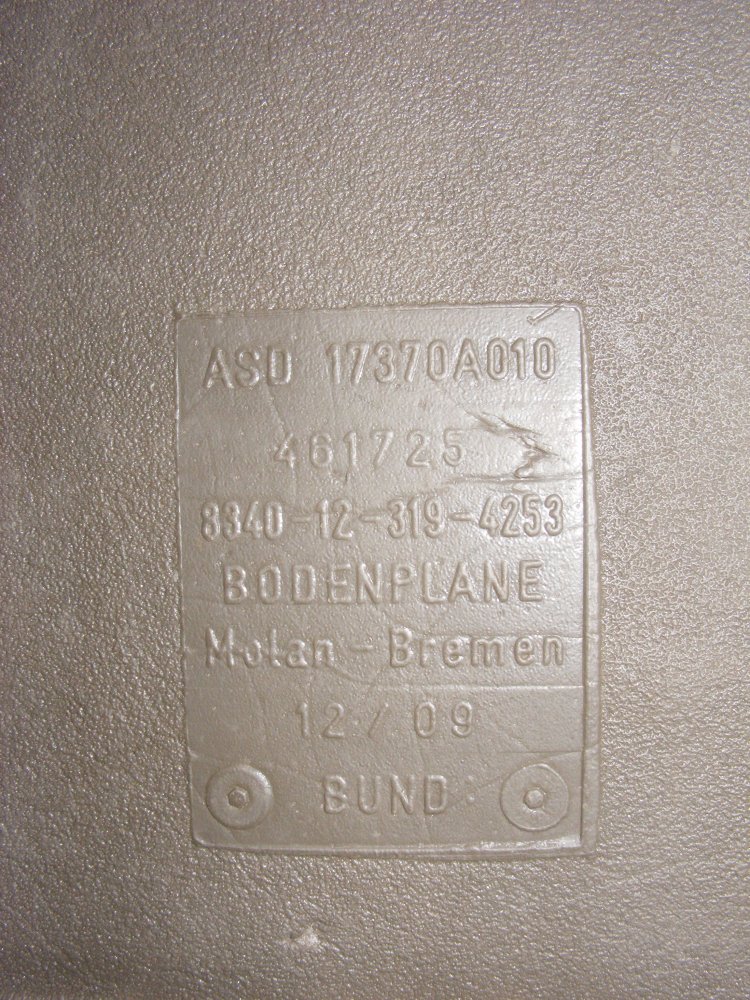 ASD 17370A010
461725
8340-12-319-4253
BODENPLANE
Molan - Bremen
12/09
BUND